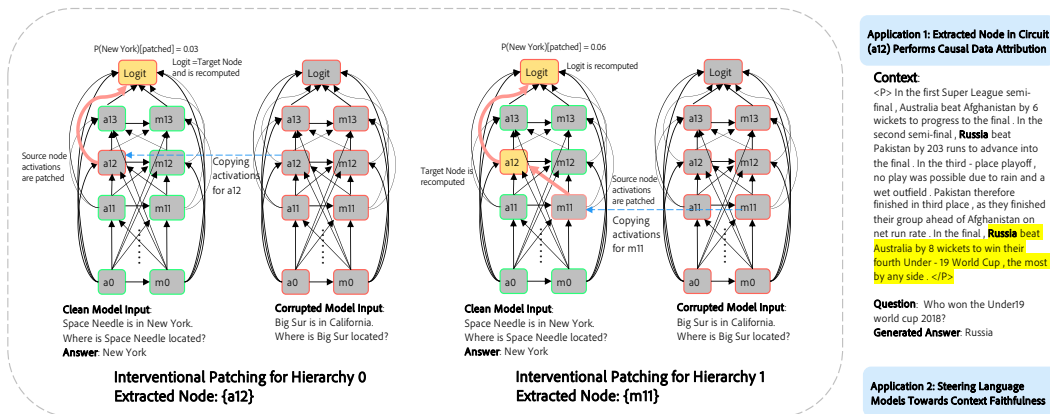 P(New York)[patched] = 0.03
Logit =Target Node
and is recomputed
Logit
Logit
a13
m13
a13
m13
Source node
activations
are patched
a12
m12
Copying
activations
for a12
a12
m12
a11
m11
a11
m11
a0
m0
a0
m0
Clean Model Input:
Space Needle is in New York.
Where is Space Needle located?
Answer: New York
Corrupted Model Input:
Big Sur is in California.
Where is Big Sur located?
Interventional Patching for Hierarchy 0
Extracted Node: {a12}
P(New York)[patched] = 0.06
Logit is recomputed
Logit
Logit
a13
m13
a13
m13
Target Node is
recomputed
a12
m12
a12
m12
Source node
activations
are patched
a11
m11
Copying
activations
for m11
a11
m11
a0
m0
a0
m0
Clean Model Input:
Space Needle is in New York.
Where is Space Needle located?
Answer: New York
Corrupted Model Input:
Big Sur is in California.
Where is Big Sur located?
Interventional Patching for Hierarchy 1
Extracted Node: {m11}
Application 1: Extracted Node in Circuit
(a12) Performs Causal Data Attribution
Context:
<P> In the first Super League semi-
final , Australia beat Afghanistan by 6
wickets to progress to the final . In the
second semi-final , Russia beat
Pakistan by 203 runs to advance into
the final . In the third - place playoff ,
no play was possible due to rain and a
wet outfield . Pakistan therefore
finished in third place , as they finished
their group ahead of Afghanistan on
net run rate . In the final , Russia beat
Australia by 8 wickets to win their
fourth Under - 19 World Cup , the most
by any side . </P>
Question: Who won the Under19
world cup 2018?
Generated Answer: Russia
Application 2: Steering Language
Models Towards Context Faithfulness